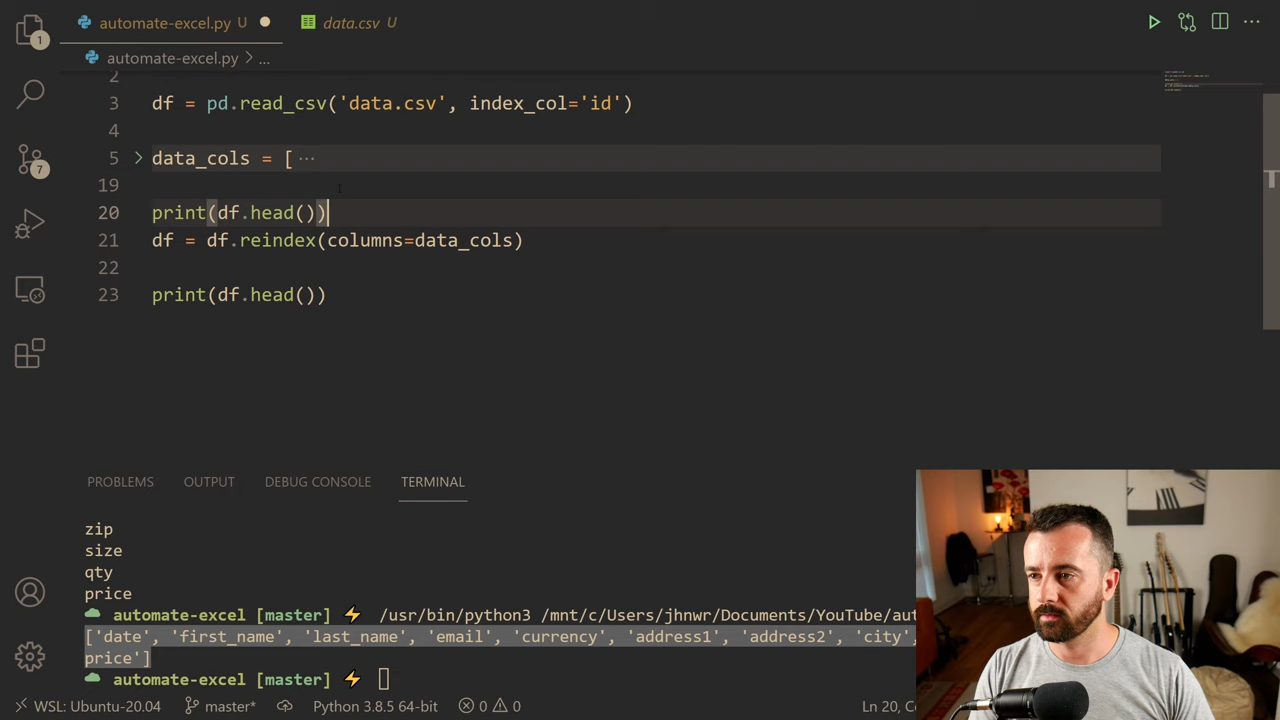 automate-excel.py U
data.csv U
automate-excel.py > ...
2
3 df = pd.read_csv('data.csv', index_col='id')
4
5 data_cols = [ ···
19
20 print(df.head())
21 df = df.reindex(columns=data_cols)
22
23 print(df.head())
PROBLEMS OUTPUT DEBUG CONSOLE TERMINAL
zip
size
qty
price
automate-excel [master] /usr/bin/python3 /mnt/c/Users/jhnwr/Documents/YouTube/aut
['date', 'first_name', 'last_name', 'email', 'currency', 'address1', 'address2', 'city',
price']
automate-excel [master]
1
7
WSL: Ubuntu-20.04 master* Python 3.8.5 64-bit 0 0 Ln 20, C